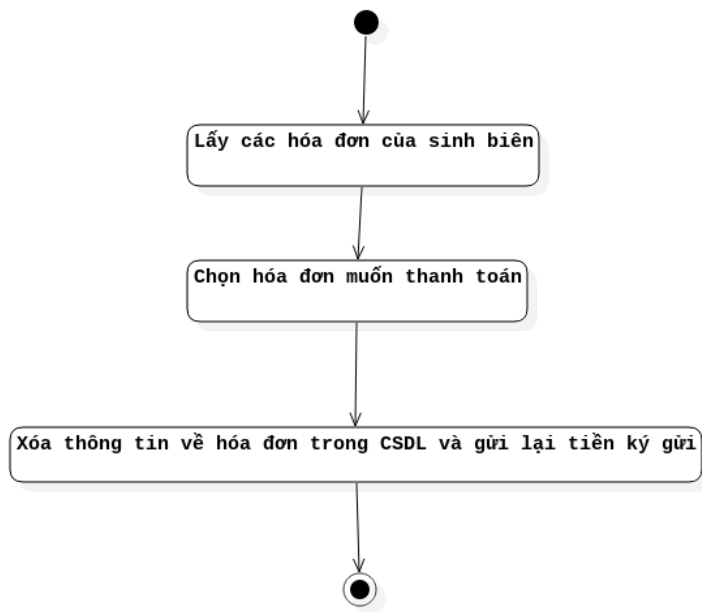 Lấy các hóa đơn của sinh biên
Chọn hóa đơn muốn thanh toán
Xóa thông tin về hóa đơn trong CSDL và gửi lại tiền ký gửi